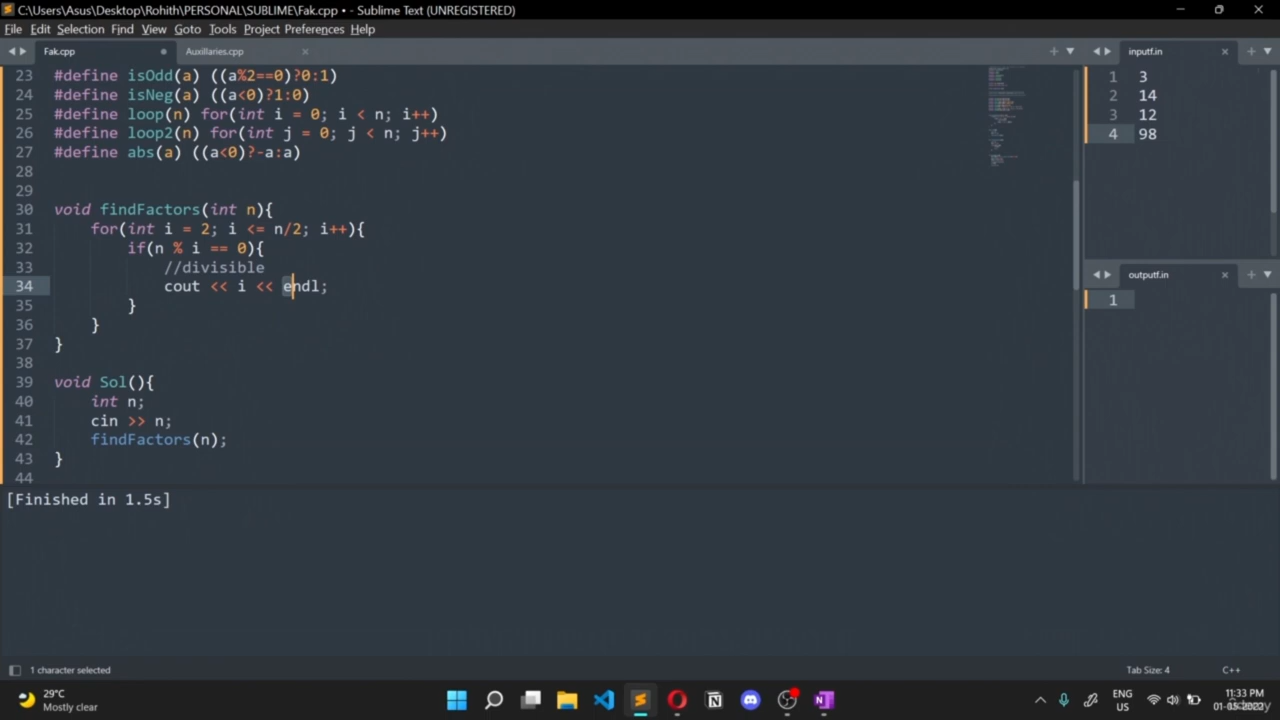 C:\Users\Asus\Desktop\Rohith\PERSONAL\SUBLIME\Fak.cpp • - Sublime Text (UNREGISTERED)
File Edit Selection Find View Goto Tools Project Preferences Help
Fak.cpp Auxillaries.cpp
23 #define isOdd(a) ((a%2==0)?0:1)
24 #define isNeg(a) ((a<0)?1:0)
25 #define loop(n) for(int i = 0; i < n; i++)
26 #define loop2(n) for(int j = 0; j < n; j++)
27 #define abs(a) ((a<0)?-a:a)
28
29
30 void findFactors(int n){
31 for(int i = 2; i <= n/2; i++){
32 if(n % i == 0){
33 //divisible
34 cout << i << endl;
35 }
36 }
37 }
38
39 void Sol(){
40 int n;
41 cin >> n;
42 findFactors(n);
43 }
44
inputf.in
1 3
2 14
3 12
4 98
outputf.in
1
[Finished in 1.5s]
1 character selected
Tab Size: 4 C++
29°C
Mostly clear
ENG
US
11:33 PM
01-05-2022